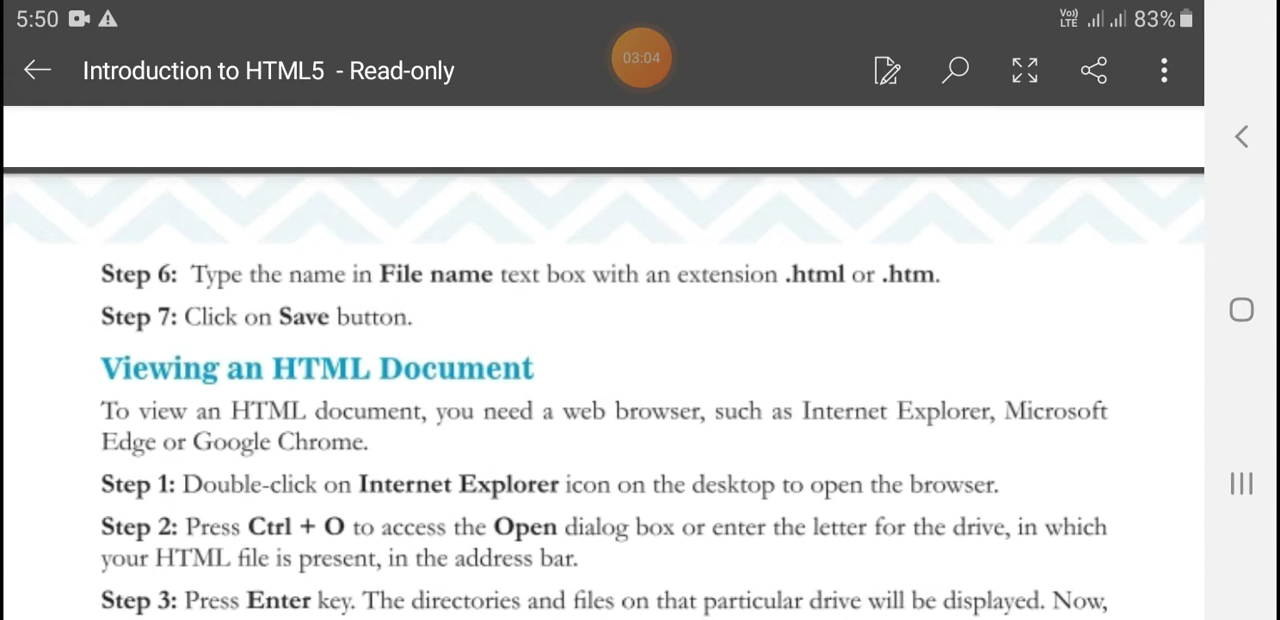 5:50
Vo)) LTE 83%
Introduction to HTML5 - Read-only
03:04
Step 6: Type the name in File name text box with an extension .html or .htm.
Step 7: Click on Save button.
Viewing an HTML Document
To view an HTML document, you need a web browser, such as Internet Explorer, Microsoft
Edge or Google Chrome.
Step 1: Double-click on Internet Explorer icon on the desktop to open the browser.
Step 2: Press Ctrl + O to access the Open dialog box or enter the letter for the drive, in which
your HTML file is present, in the address bar.
Step 3: Press Enter key. The directories and files on that particular drive will be displayed. Now,